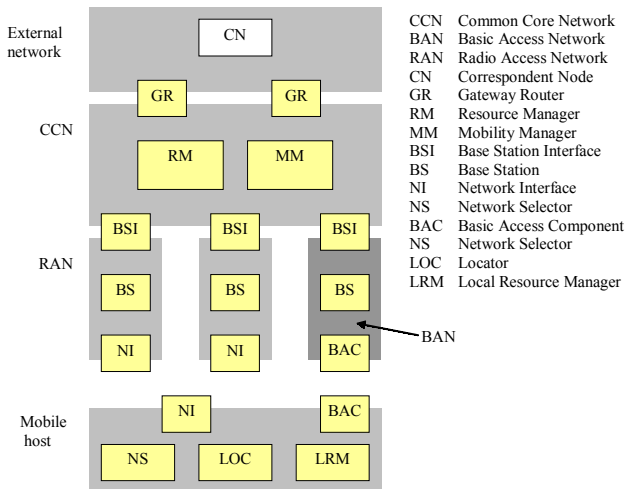 External
network
CN
GR
GR
CCN
RM
MM
BSI
BSI
BSI
RAN
BS
BS
BS
NI
NI
BAC
BAN
NI
BAC
Mobile
host
NS
LOC
LRM
CCN Common Core Network
BAN Basic Access Network
RAN Radio Access Network
CN Correspondent Node
GR Gateway Router
RM Resource Manager
MM Mobility Manager
BSI Base Station Interface
BS Base Station
NI Network Interface
NS Network Selector
BAC Basic Access Component
NS Network Selector
LOC Locator
LRM Local Resource Manager